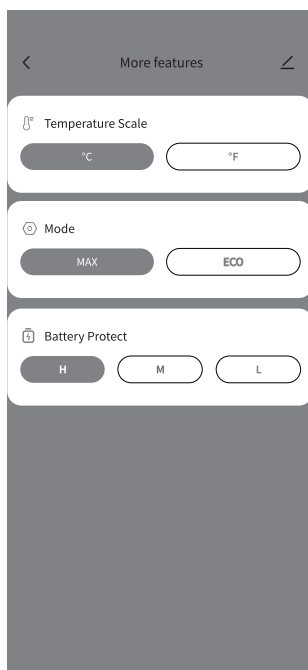 More features
Temperature Scale
°C °F
Mode
MAX ECO
Battery Protect
H M L